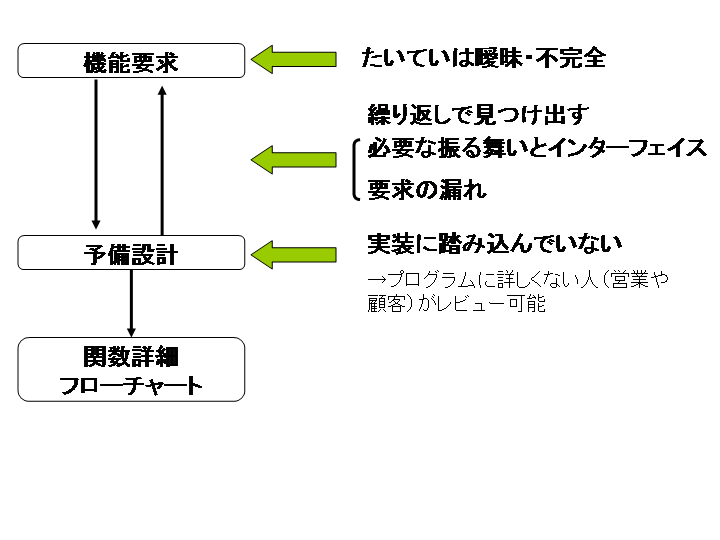 機能要求
たいていは曖昧・不完全
繰り返しで見つけ出す
必要な振る舞いとインターフェイス
要求の漏れ
予備設計
実装に踏み込んでいない
→プログラムに詳しくない人（営業や
顧客）がレビュー可能
関数詳細
フローチャート